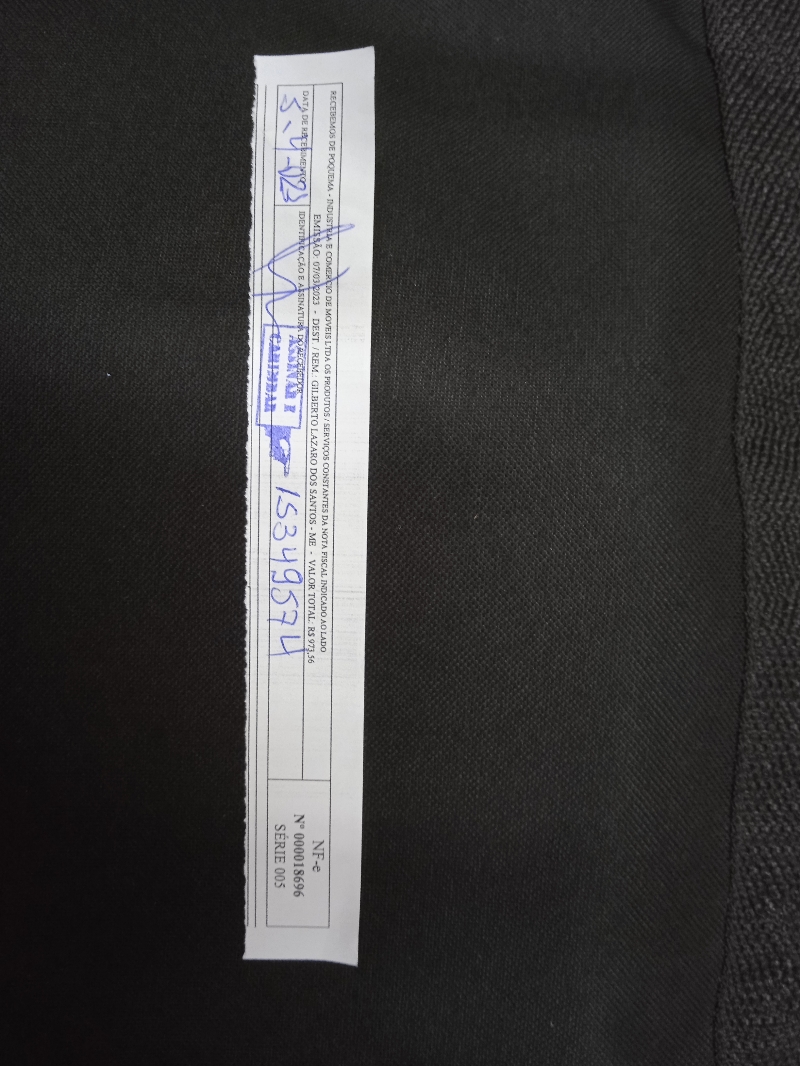 RECEBEMOS DE POQUEMA - INDUSTRIA E COMERCIO DE MOVEIS LTDA OS PRODUTOS / SERVIÇOS CONSTANTES DA NOTA FISCAL INDICADO AO LADO
EMISSÃO: 07/03/2023 - DEST. / REM.: GILBERTO LAZARO DOS SANTOS - ME - VALOR TOTAL: R$ 973,56
DATA DE RECEBIMENTO
5-4-023
IDENTIFICAÇÃO E ASSINATURA DO RECEBEDOR
ASSINAR E
CARIMBAR
15349574
NF-e
Nº 000018696
SÉRIE 005